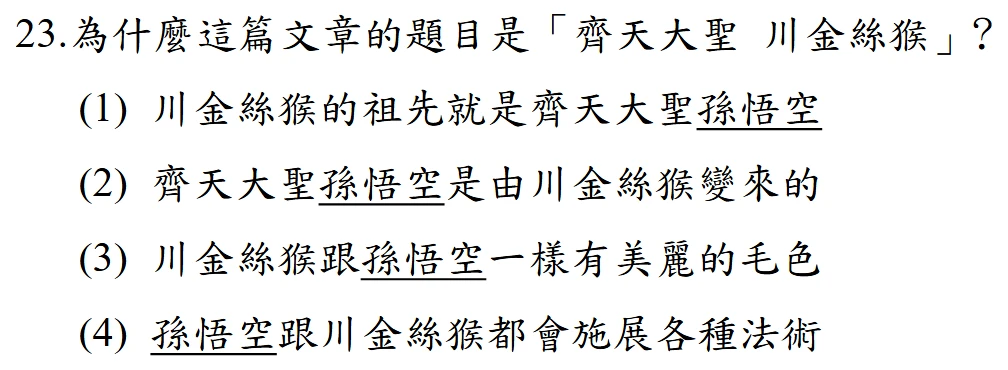 23.為什麼這篇文章的題目是「齊天大聖 川金絲猴」?
(1) 川金絲猴的祖先就是齊天大聖孫悟空
(2) 齊天大聖孫悟空是由川金絲猴變來的
(3) 川金絲猴跟孫悟空一樣有美麗的毛色
(4) 孫悟空跟川金絲猴都會施展各種法術